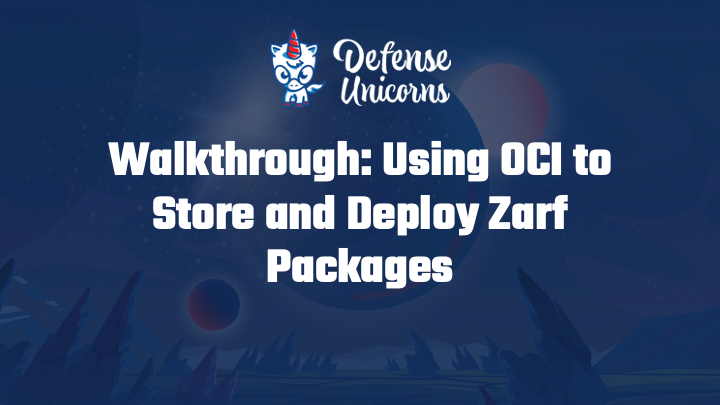 Defense
Unicorns
Walkthrough: Using OCI to
Store and Deploy Zarf
Packages